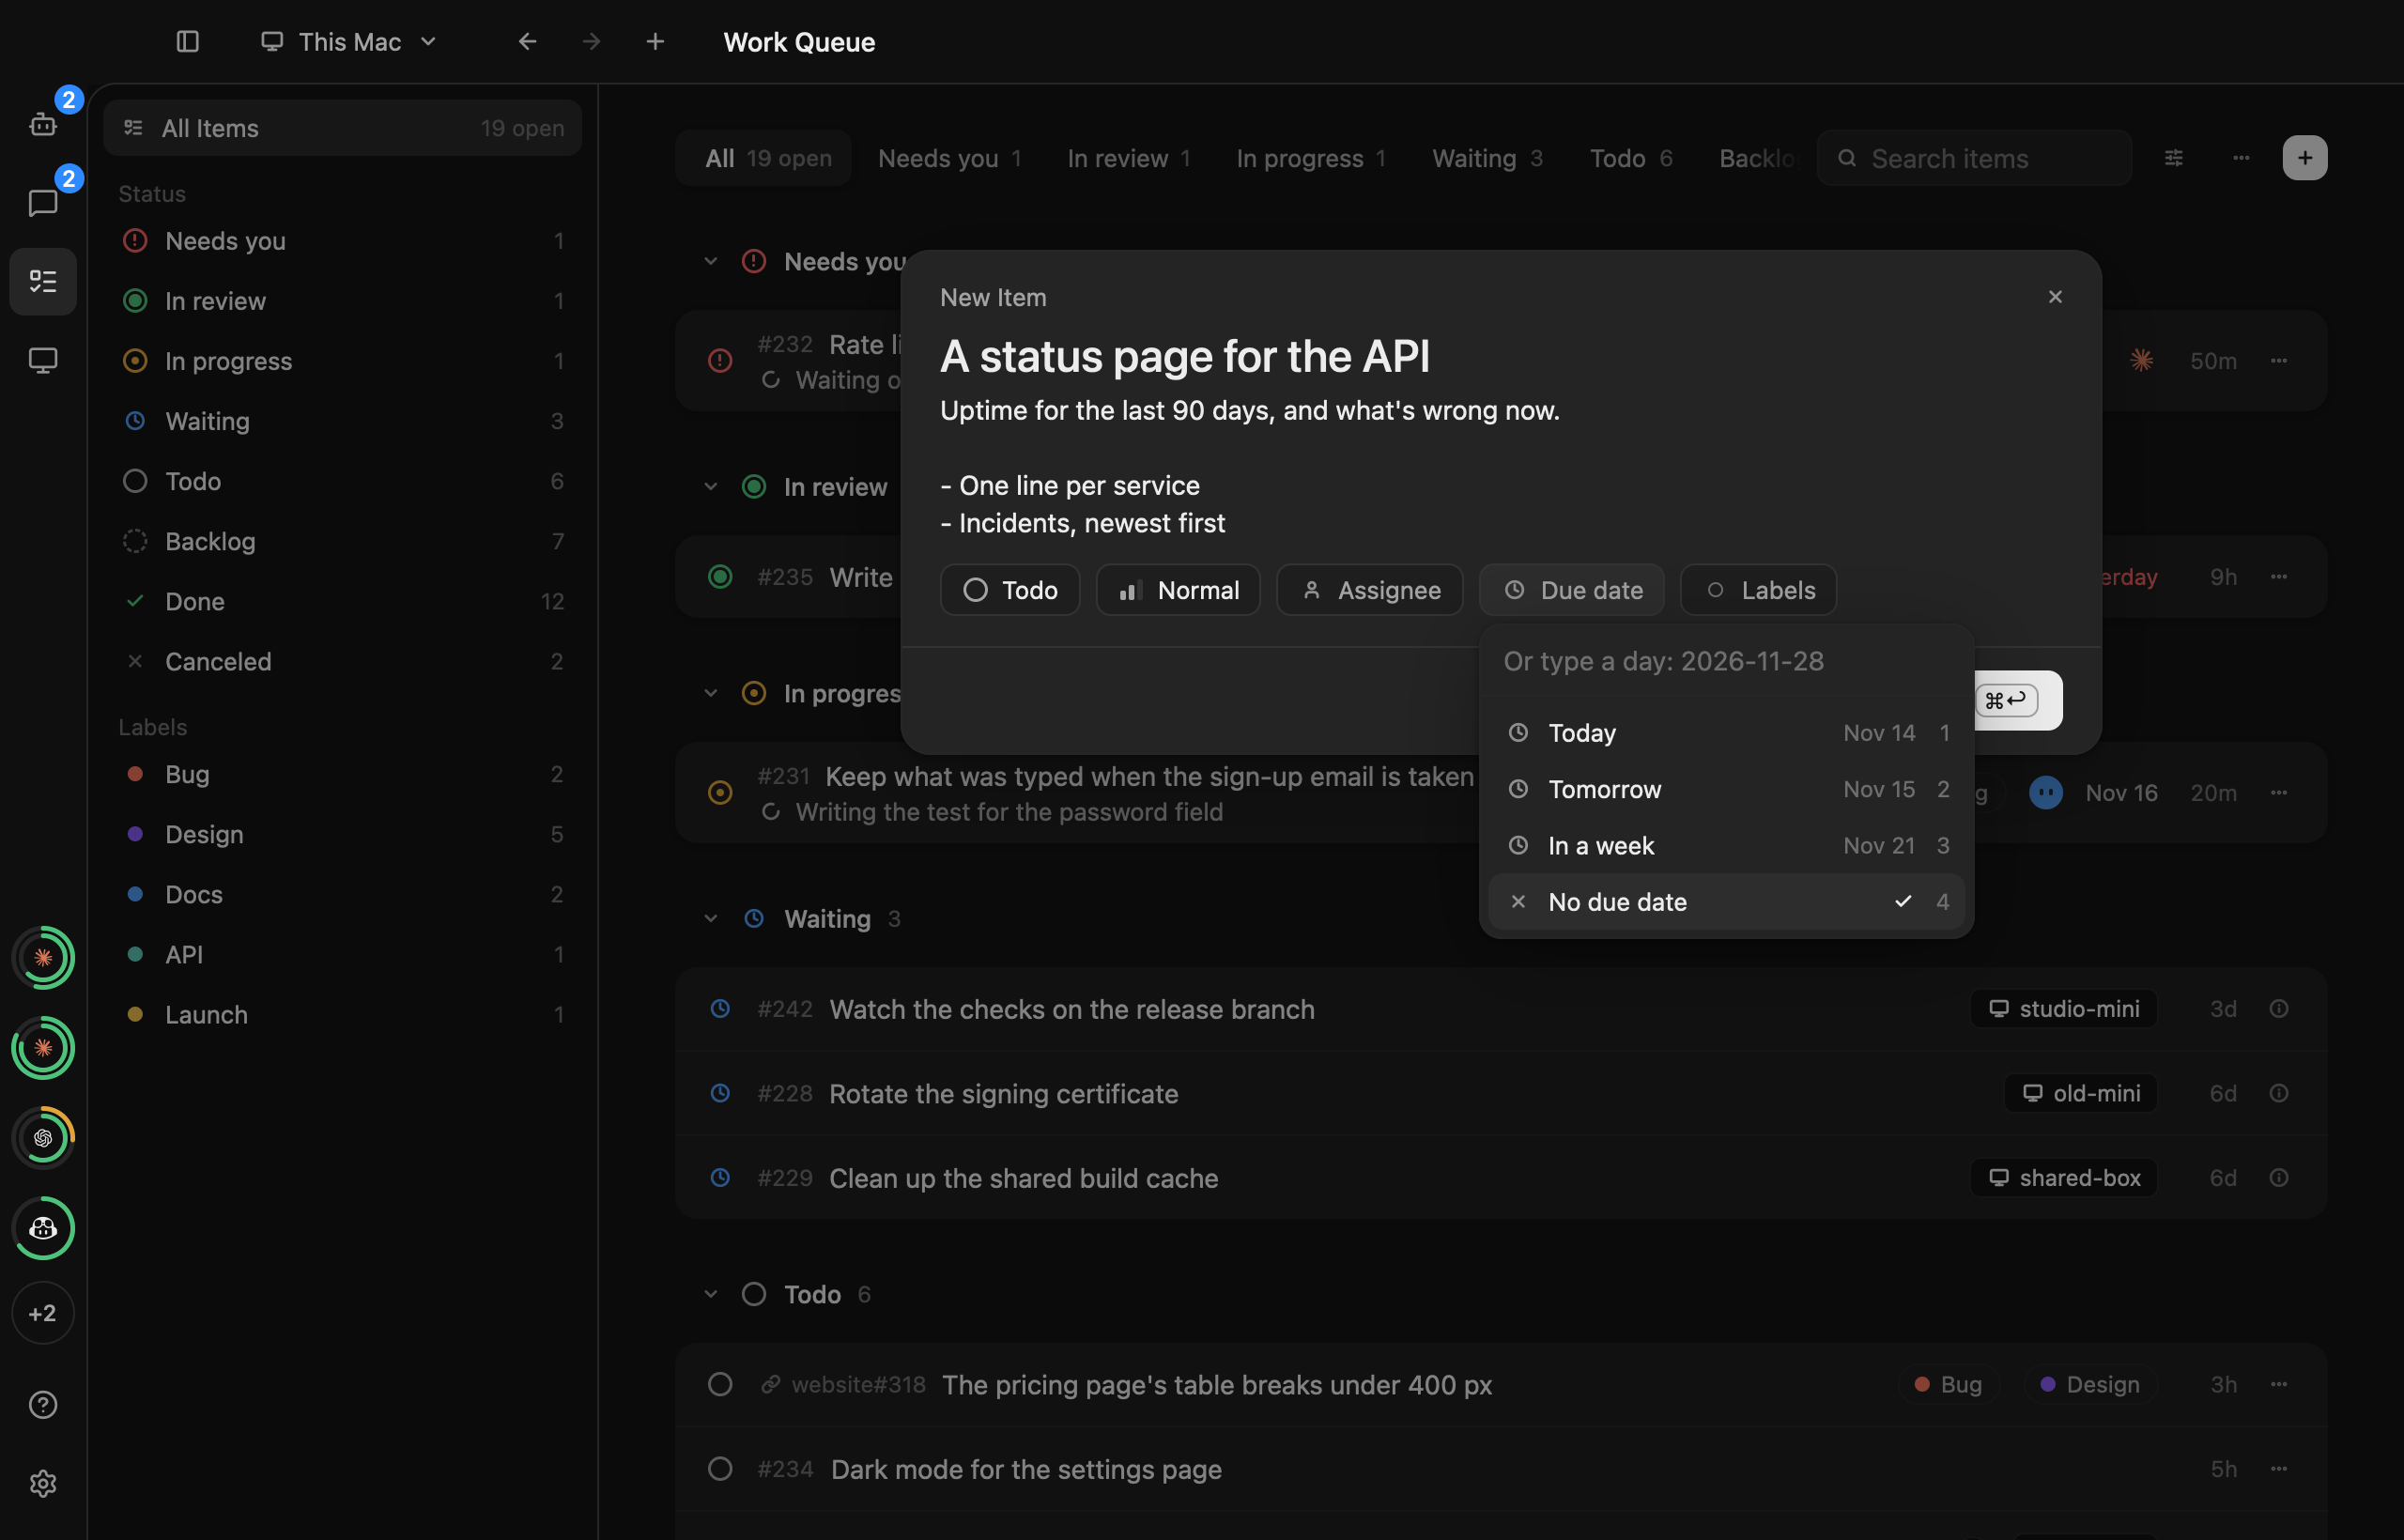 This Mac
Work Queue
2
2
+2
All Items 19 open
Status
Needs you 1
In review 1
In progress 1
Waiting 3
Todo 6
Backlog 7
Done 12
Canceled 2
Labels
Bug 2
Design 5
Docs 2
API 1
Launch 1
All 19 open Needs you 1 In review 1 In progress 1 Waiting 3 Todo 6 Backlo Search items
Needs you
#232 Rate li 50m
Waiting o
In review
#235 Write erday 9h
In progres
#231 Keep what was typed when the sign-up email is taken g Nov 16 20m
Writing the test for the password field
New Item
A status page for the API
Uptime for the last 90 days, and what's wrong now.
- One line per service
- Incidents, newest first
Todo Normal Assignee Due date Labels
⌘↩
Or type a day: 2026-11-28
Today Nov 14 1
Tomorrow Nov 15 2
In a week Nov 21 3
No due date 4
Waiting 3
#242 Watch the checks on the release branch studio-mini 3d
#228 Rotate the signing certificate old-mini 6d
#229 Clean up the shared build cache shared-box 6d
Todo 6
website#318 The pricing page's table breaks under 400 px Bug Design 3h
#234 Dark mode for the settings page 5h